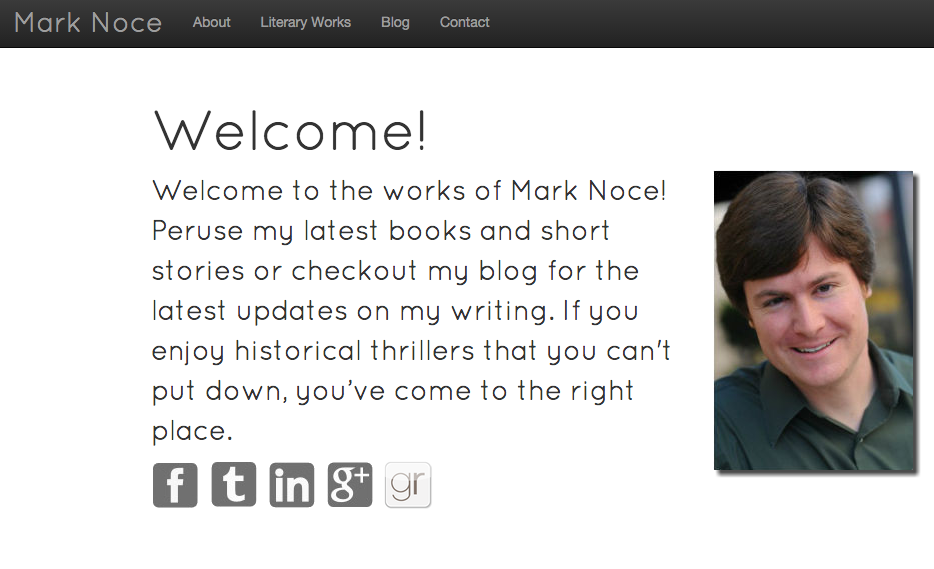 Mark Noce About Literary Works Blog Contact
Welcome!
Welcome to the works of Mark Noce!
Peruse my latest books and short
stories or checkout my blog for the
latest updates on my writing. If you
enjoy historical thrillers that you can't
put down, you’ve come to the right
place.
f t in g+ gr